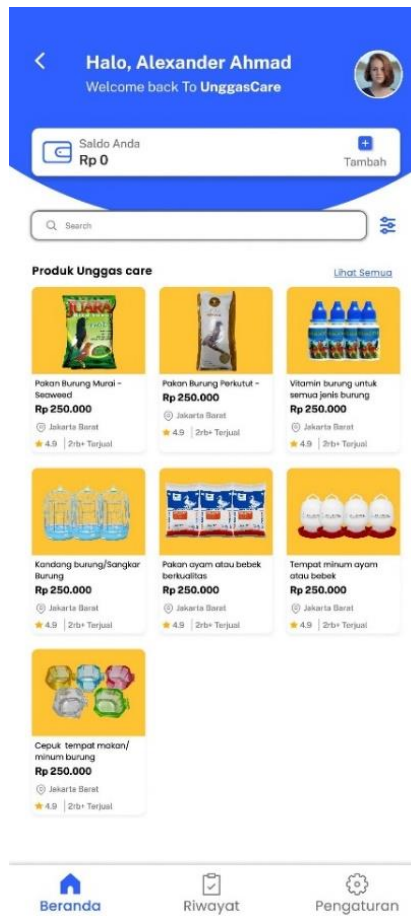 Halo, Alexander Ahmad
Welcome back To UnggasCare
Saldo Anda
Rp 0
Tambah
Search
Produk Unggas care
Lihat Semua
JUARA
Pakan Burung Murai -
Seaweed
Rp 250.000
Jakarta Barat
4.9 | 2rb+ Terjual
Pakan Burung Perkutut -
Rp 250.000
Jakarta Barat
4.9 | 2rb+ Terjual
Vitamin burung untuk
semua jenis burung
Rp 250.000
Jakarta Barat
4.9 | 2rb+ Terjual
Kandang burung/Sangkar
Burung
Rp 250.000
Jakarta Barat
4.9 | 2rb+ Terjual
Pakan ayam atau bebek
berkualitas
Rp 250.000
Jakarta Barat
4.9 | 2rb+ Terjual
Tempat minum ayam
atau bebek
Rp 250.000
Jakarta Barat
4.9 | 2rb+ Terjual
Cepuk tempat makan/
minum burung
Rp 250.000
Jakarta Barat
4.9 | 2rb+ Terjual
Beranda
Riwayat
Pengaturan